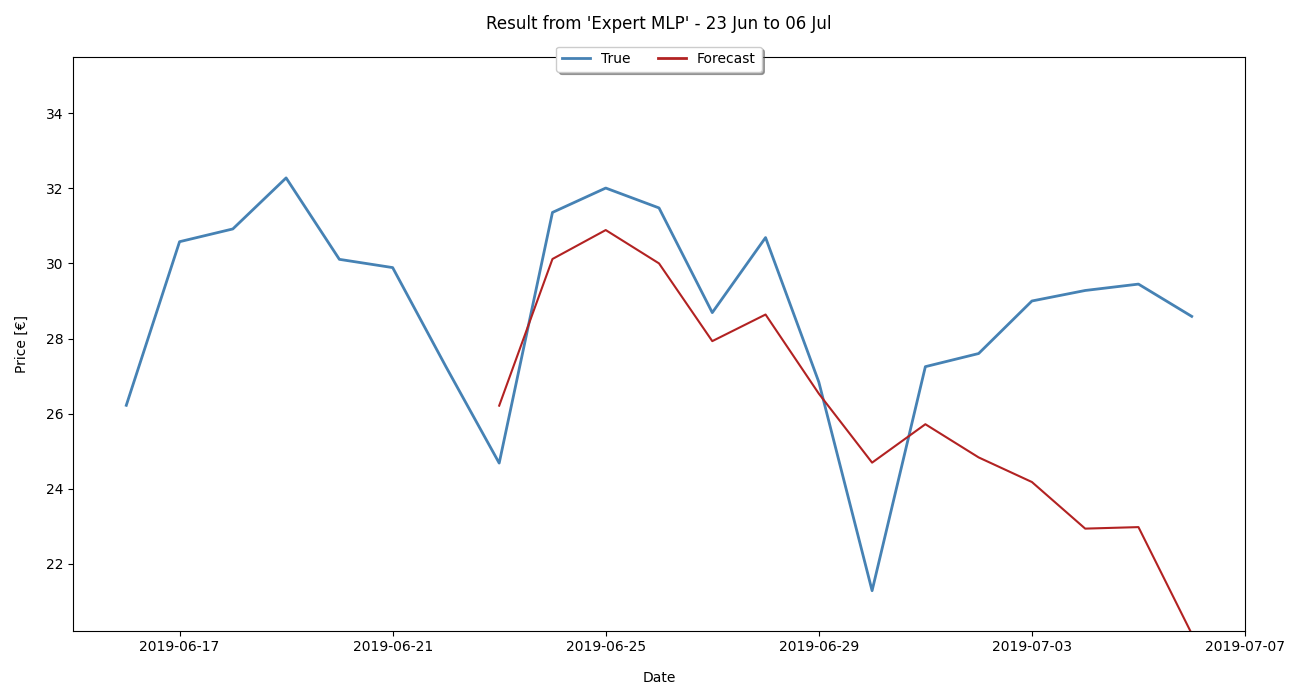 Result from 'Expert MLP' - 23 Jun to 06 Jul
True Forecast
34
32
30
28
26
24
22
Price [€]
2019-06-17 2019-06-21 2019-06-25 2019-06-29 2019-07-03 2019-07-07
Date